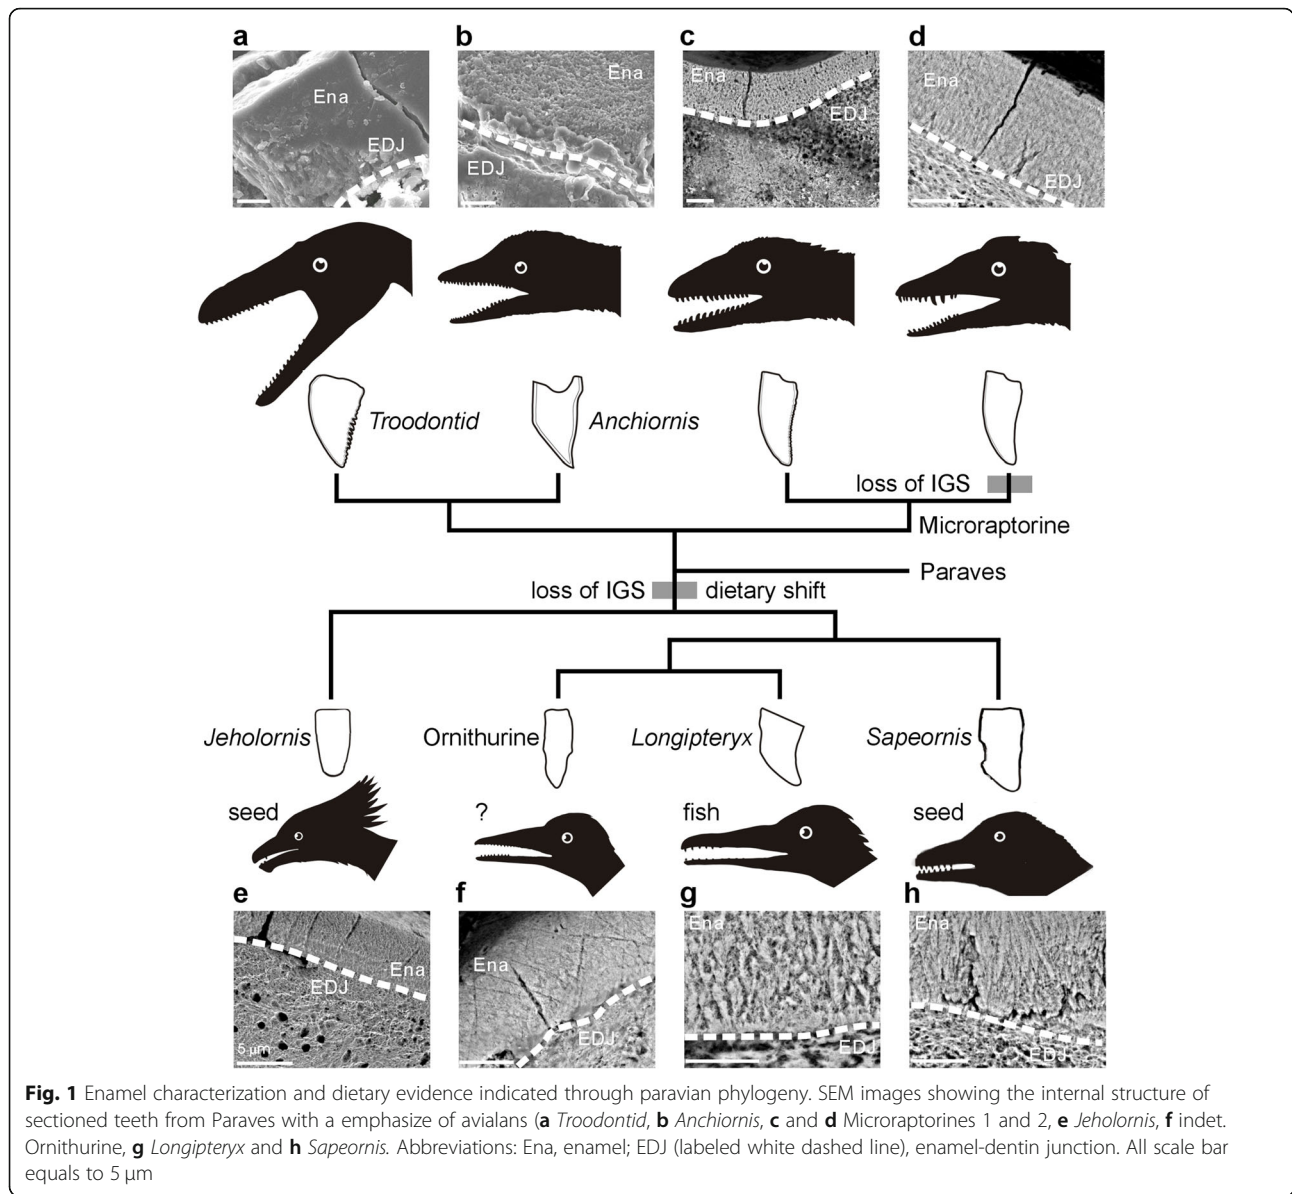 a b c d
Ena EDJ
Ena EDJ
Ena EDJ
Ena EDJ
Troodontid Anchiornis
loss of IGS
Microraptorine
Paraves
loss of IGS dietary shift
Jeholornis Ornithurine Longipteryx Sapeornis
seed ? fish seed
e f g h
Ena EDJ 5 µm
Ena EDJ
Ena EDJ
Ena EDJ
Fig. 1 Enamel characterization and dietary evidence indicated through paravian phylogeny. SEM images showing the internal structure of
sectioned teeth from Paraves with a emphasize of avialans (a Troodontid, b Anchiornis, c and d Microraptorines 1 and 2, e Jeholornis, f indet.
Ornithurine, g Longipteryx and h Sapeornis. Abbreviations: Ena, enamel; EDJ (labeled white dashed line), enamel-dentin junction. All scale bar
equals to 5 μm